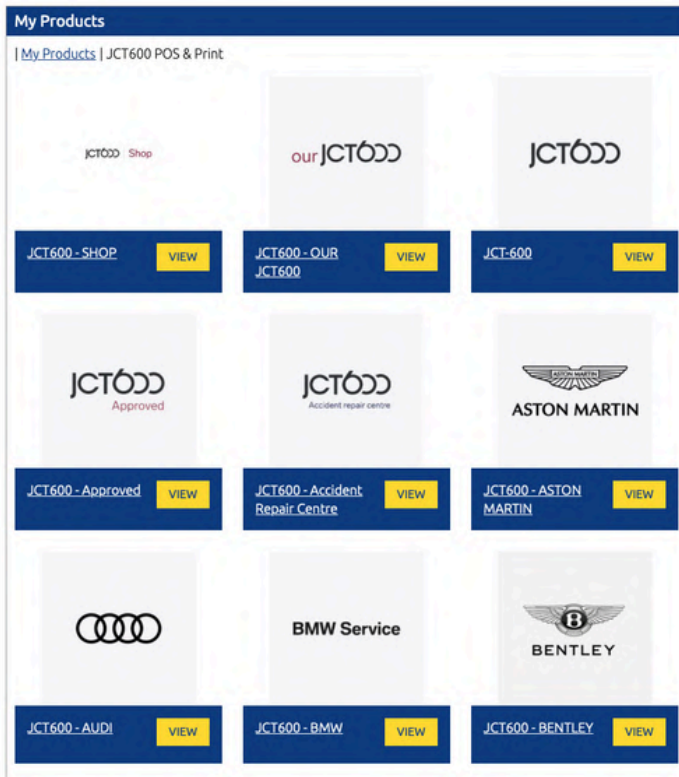 My Products
| My Products | JCT600 POS & Print
JCT600 Shop
our JCT600
JCT600
JCT600 - SHOP VIEW
JCT600 - OUR VIEW
JCT600
JCT-600 VIEW
JCT600
Approved
JCT600
Accident repair centre
ASTON MARTIN
ASTON MARTIN
JCT600 - Approved VIEW
JCT600 - Accident VIEW
Repair Centre
JCT600 - ASTON VIEW
MARTIN
BMW Service
B
BENTLEY
JCT600 - AUDI VIEW
JCT600 - BMW VIEW
JCT600 - BENTLEY VIEW